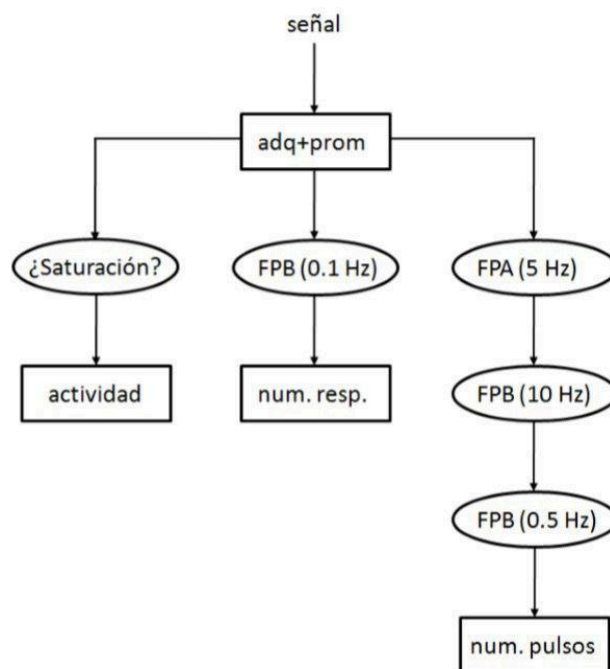 señal
adq+prom
¿Saturación?
FPB (0.1 Hz)
FPA (5 Hz)
actividad
num. resp.
FPB (10 Hz)
FPB (0.5 Hz)
num. pulsos